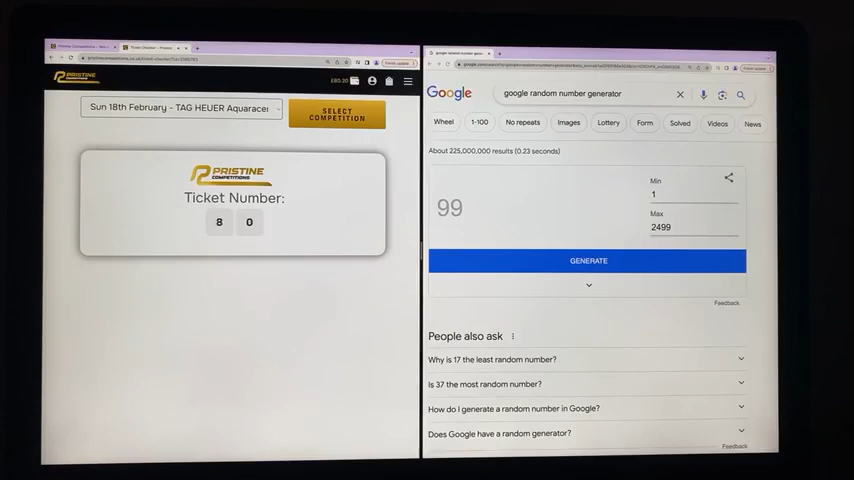 Ticket Checker - Pristine
£80.20
PRISTINE
COMPETITIONS
Sun 18th February - TAG HEUER Aquaracer
SELECT
COMPETITION
PRISTINE
COMPETITIONS
Ticket Number:
8 0
Google
google random number generator
Wheel
1-100
No repeats
Images
Lottery
Form
Solved
Videos
News
About 225,000,000 results (0.23 seconds)
99
Min
1
Max
2499
GENERATE
Feedback
People also ask
Why is 17 the least random number?
Is 37 the most random number?
How do I generate a random number in Google?
Does Google have a random generator?
Feedback